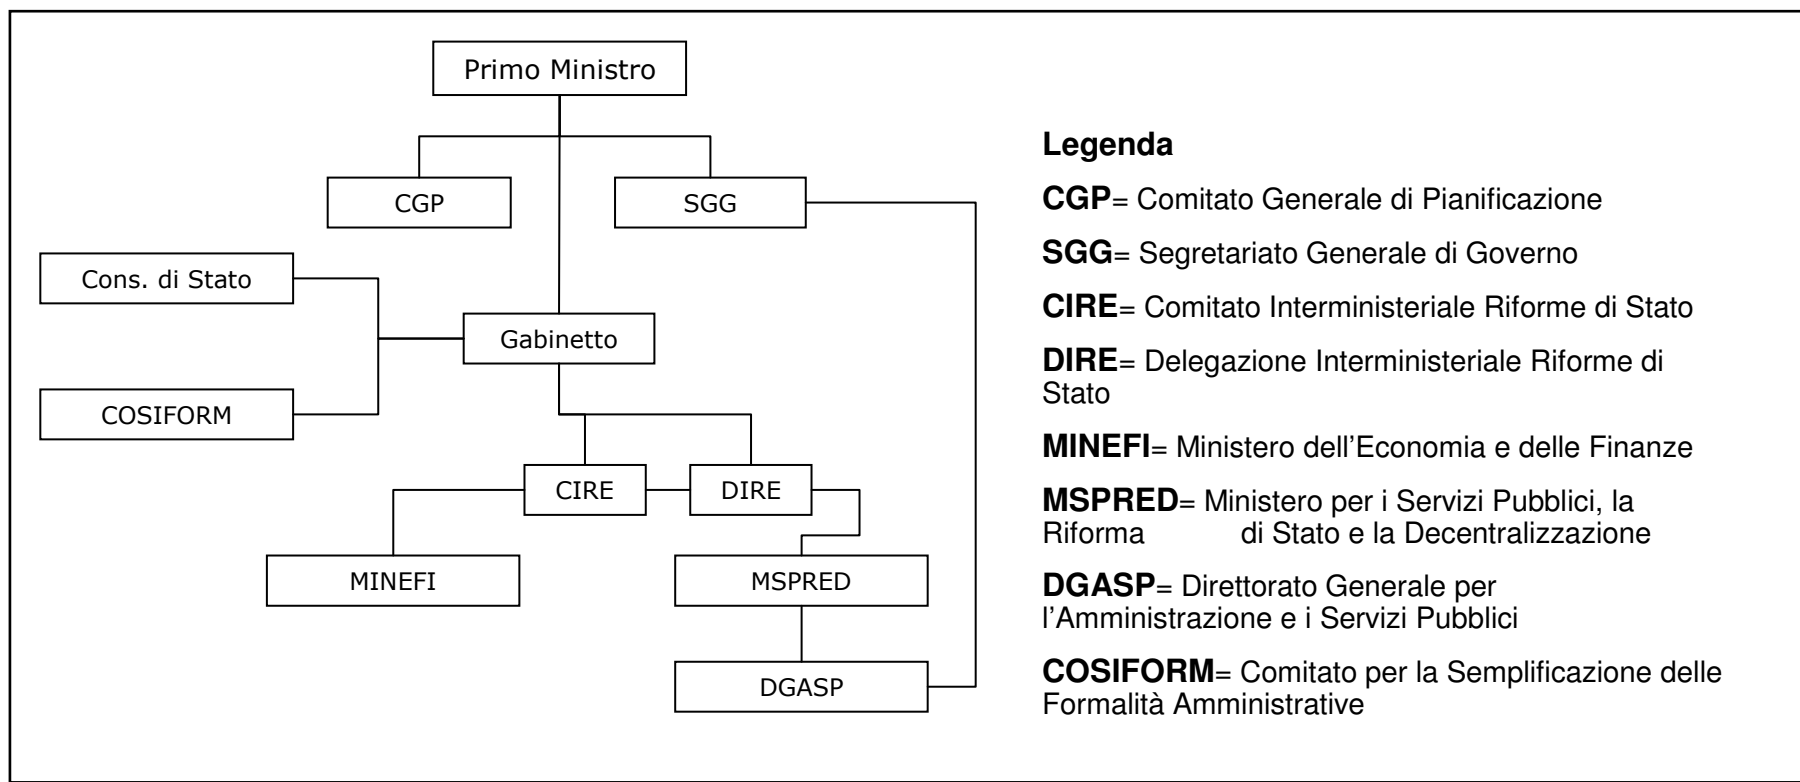 Primo Ministro
CGP
SGG
Cons. di Stato
Gabinetto
COSIFORM
CIRE
DIRE
MINEFI
MSPRED
DGASP
Legenda
CGP= Comitato Generale di Pianificazione
SGG= Segretariato Generale di Governo
CIRE= Comitato Interministeriale Riforme di Stato
DIRE= Delegazione Interministeriale Riforme di
Stato
MINEFI= Ministero dell'Economia e delle Finanze
MSPRED= Ministero per i Servizi Pubblici, la
Riforma di Stato e la Decentralizzazione
DGASP= Direttorato Generale per
l'Amministrazione e i Servizi Pubblici
COSIFORM= Comitato per la Semplificazione delle
Formalità Amministrative